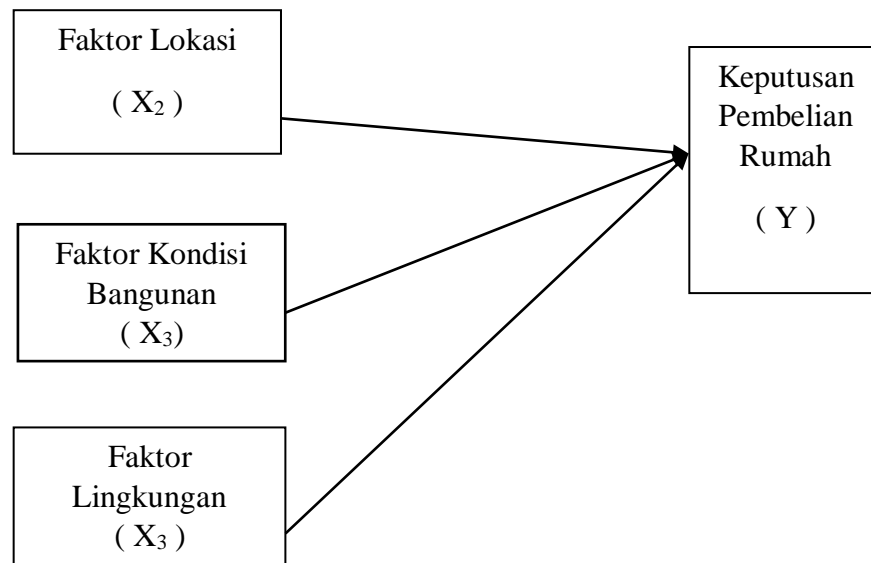 Faktor Lokasi
( X₂ )
Faktor Kondisi
Bangunan
( X₃)
Faktor
Lingkungan
( X₃ )
Keputusan
Pembelian
Rumah
( Y )